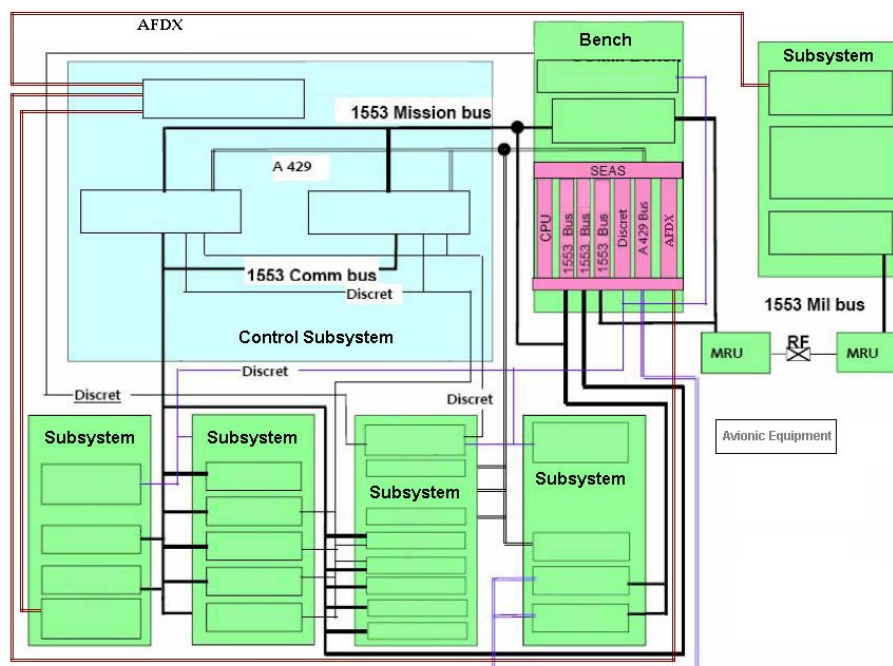 AFDX
Bench
Subsystem
1553 Mission bus
A 429
SEAS
CPU
1553 Bus
1553 Bus
1553 Bus
Discret
A 429 Bus
AFDX
1553 Comm bus
Discret
1553 Mil bus
Control Subsystem
RF
MRU
MRU
Discret
Discret
Discret
Avionic Equipment
Subsystem
Subsystem
Subsystem
Subsystem